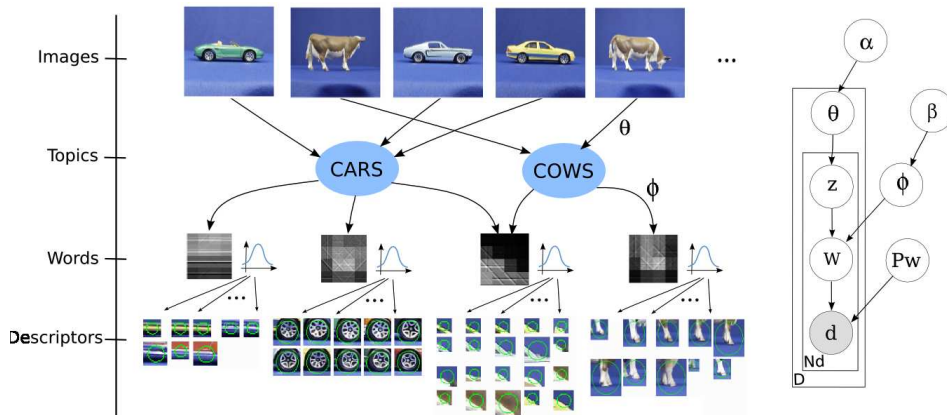 Images
...
θ
Topics
CARS
COWS
ϕ
Words
...
...
...
...
Descriptors
α
θ
β
z
ϕ
w
Pw
d
Nd
D